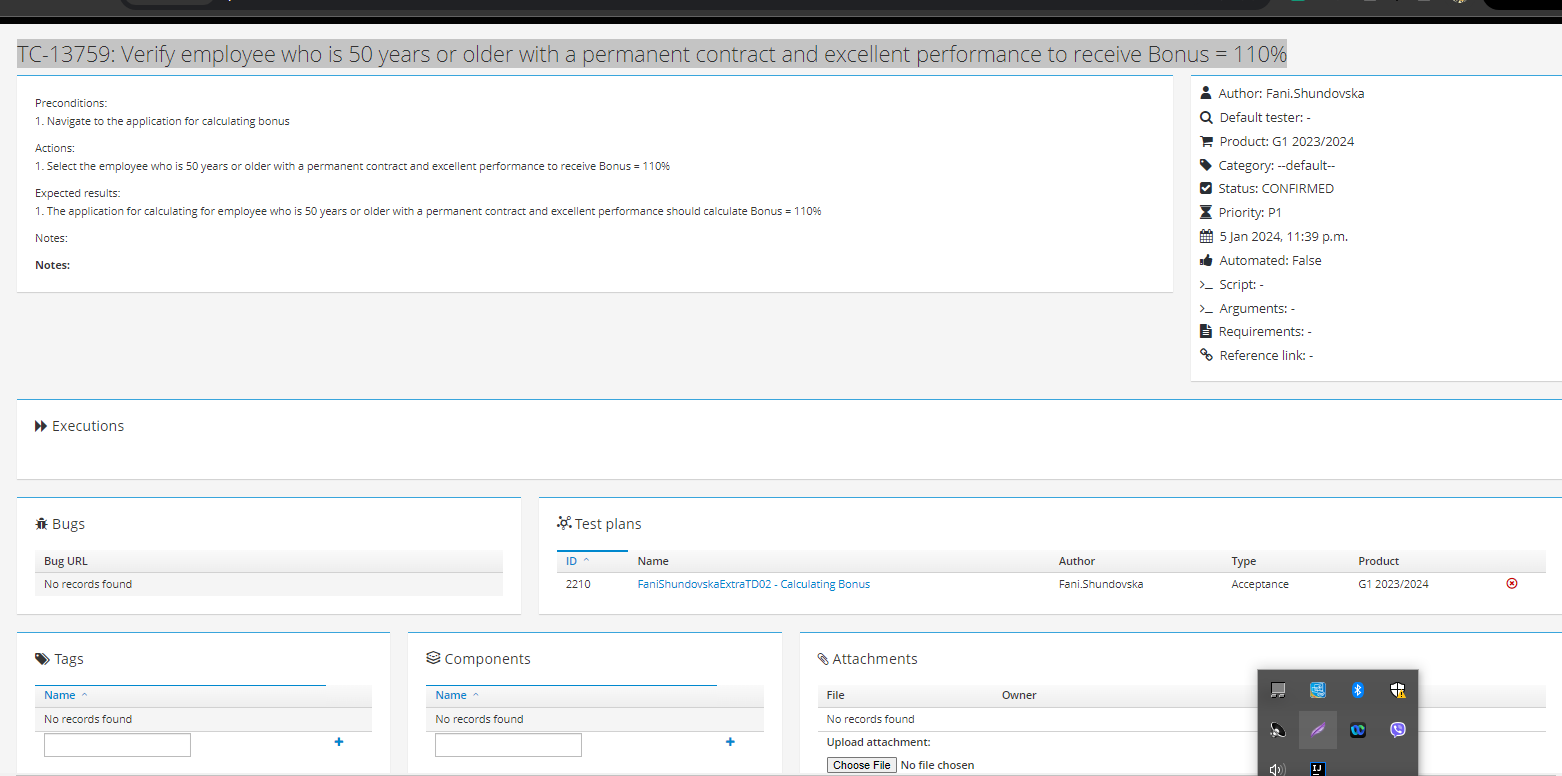 TC-13759: Verify employee who is 50 years or older with a permanent contract and excellent performance to receive Bonus = 110%
Preconditions:
1. Navigate to the application for calculating bonus
Actions:
1. Select the employee who is 50 years or older with a permanent contract and excellent performance to receive Bonus = 110%
Expected results:
1. The application for calculating for employee who is 50 years or older with a permanent contract and excellent performance should calculate Bonus = 110%
Notes:
Notes:
Author: Fani.Shundovska
Default tester: -
Product: G1 2023/2024
Category: --default--
Status: CONFIRMED
Priority: P1
5 Jan 2024, 11:39 p.m.
Automated: False
Script: -
Arguments: -
Requirements: -
Reference link: -
Executions
Bugs
Bug URL
No records found
Test plans
ID Name Author Type Product
2210 FaniShundovskaExtraTD02 - Calculating Bonus Fani.Shundovska Acceptance G1 2023/2024
Tags
Name
No records found
Components
Name
No records found
Attachments
File Owner
No records found
Upload attachment:
Choose File No file chosen
IJ